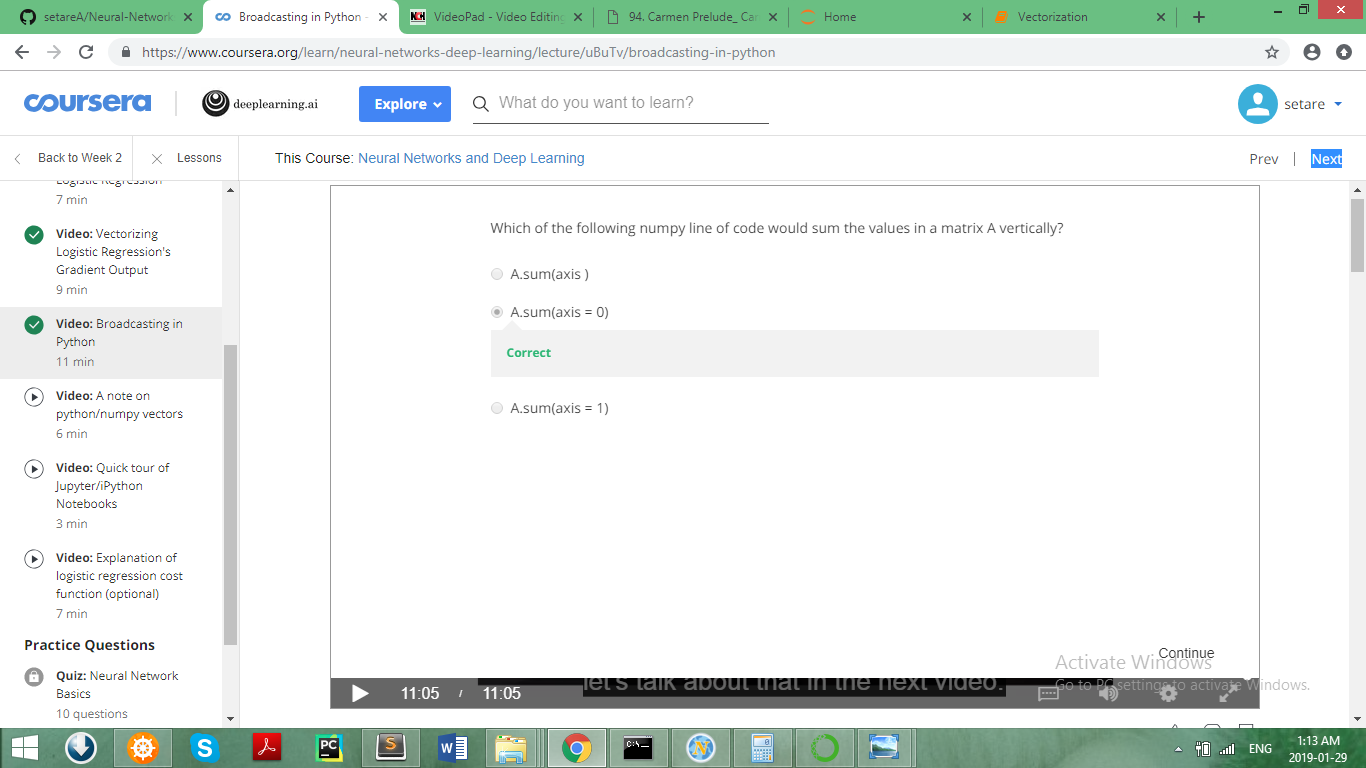 setareA/Neural-Network
Broadcasting in Python -
VideoPad - Video Editing
94. Carmen Prelude_ Car
Home
Vectorization
https://www.coursera.org/learn/neural-networks-deep-learning/lecture/uBuTv/broadcasting-in-python
coursera
deeplearning.ai
Explore
What do you want to learn?
setare
Back to Week 2
Lessons
This Course: Neural Networks and Deep Learning
Prev | Next
Logistic Regression
7 min
Video: Vectorizing
Logistic Regression's
Gradient Output
9 min
Video: Broadcasting in
Python
11 min
Video: A note on
python/numpy vectors
6 min
Video: Quick tour of
Jupyter/iPython
Notebooks
3 min
Video: Explanation of
logistic regression cost
function (optional)
7 min
Practice Questions
Quiz: Neural Network
Basics
10 questions
Which of the following numpy line of code would sum the values in a matrix A vertically?
A.sum(axis )
A.sum(axis = 0)
Correct
A.sum(axis = 1)
Continue
Activate Windows
Go to PC settings to activate Windows.
let's talk about that in the next video.
11:05 / 11:05
ENG
1:13 AM
2019-01-29